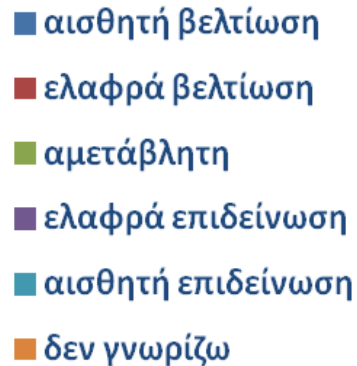 αισθητή βελτίωση
ελαφρά βελτίωση
αμετάβλητη
ελαφρά επιδείνωση
αισθητή επιδείνωση
δεν γνωρίζω